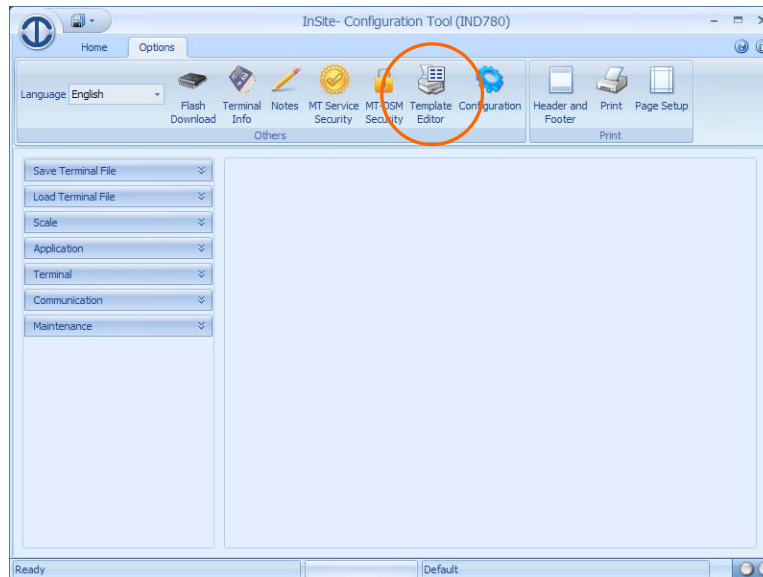 InSite- Configuration Tool (IND780)
Home Options
Language English
Flash Download
Terminal Info
Notes
MT Service Security
MT-DSM Security
Template Editor
Configuration
Header and Footer
Print
Page Setup
Others
Print
Save Terminal File
Load Terminal File
Scale
Application
Terminal
Communication
Maintenance
Ready
Default